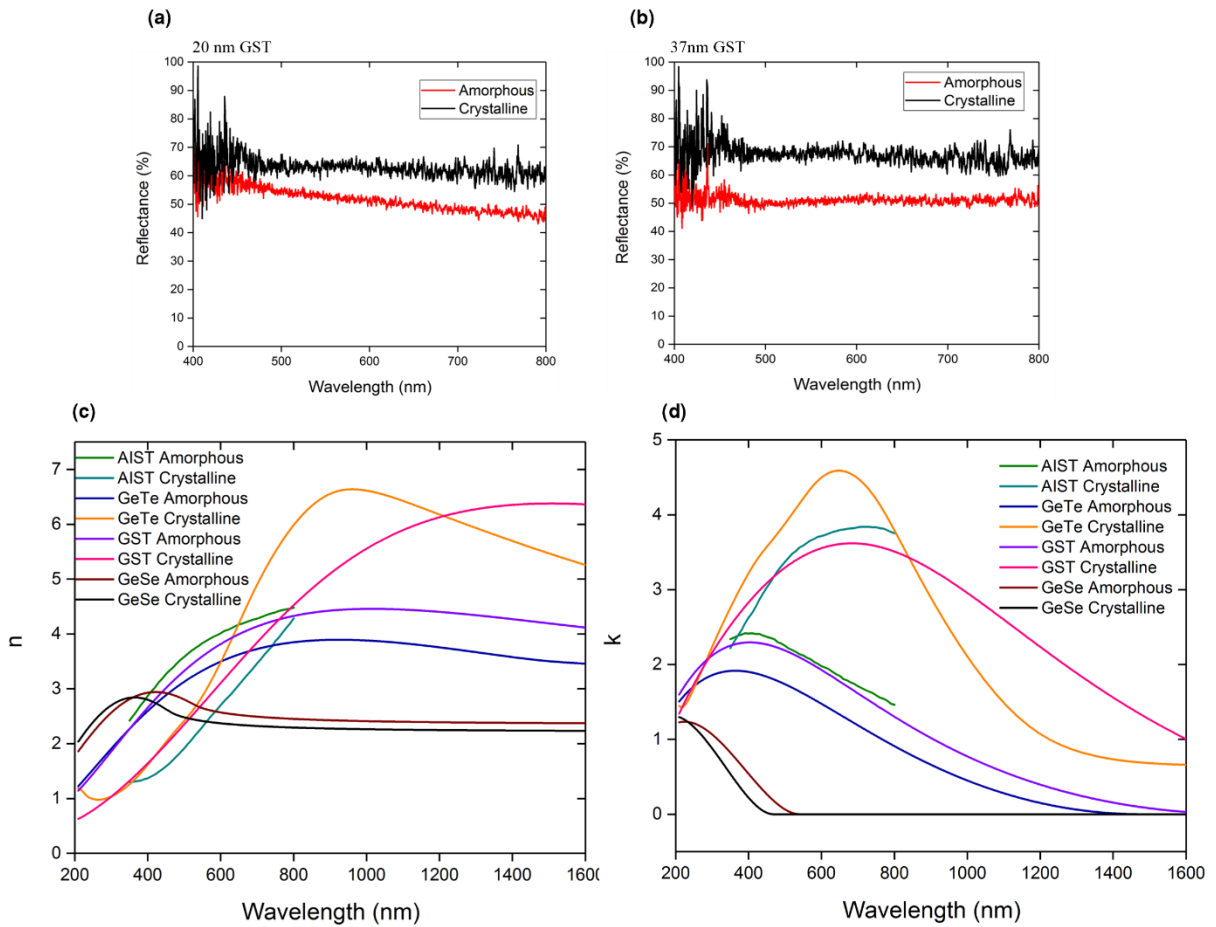 (a)
20 nm GST
100
90
80
70
60
50
40
30
20
10
0
Reflectance (%)
Amorphous
Crystalline
400
500
600
700
800
Wavelength (nm)
(b)
37nm GST
100
90
80
70
60
50
40
30
20
10
0
Reflectance (%)
Amorphous
Crystalline
400
500
600
700
800
Wavelength (nm)
(c)
7
6
5
4
3
2
1
0
n
AIST Amorphous
AIST Crystalline
GeTe Amorphous
GeTe Crystalline
GST Amorphous
GST Crystalline
GeSe Amorphous
GeSe Crystalline
200
400
600
800
1000
1200
1400
1600
Wavelength (nm)
(d)
5
4
3
2
1
0
k
AIST Amorphous
AIST Crystalline
GeTe Amorphous
GeTe Crystalline
GST Amorphous
GST Crystalline
GeSe Amorphous
GeSe Crystalline
200
400
600
800
1000
1200
1400
1600
Wavelength (nm)